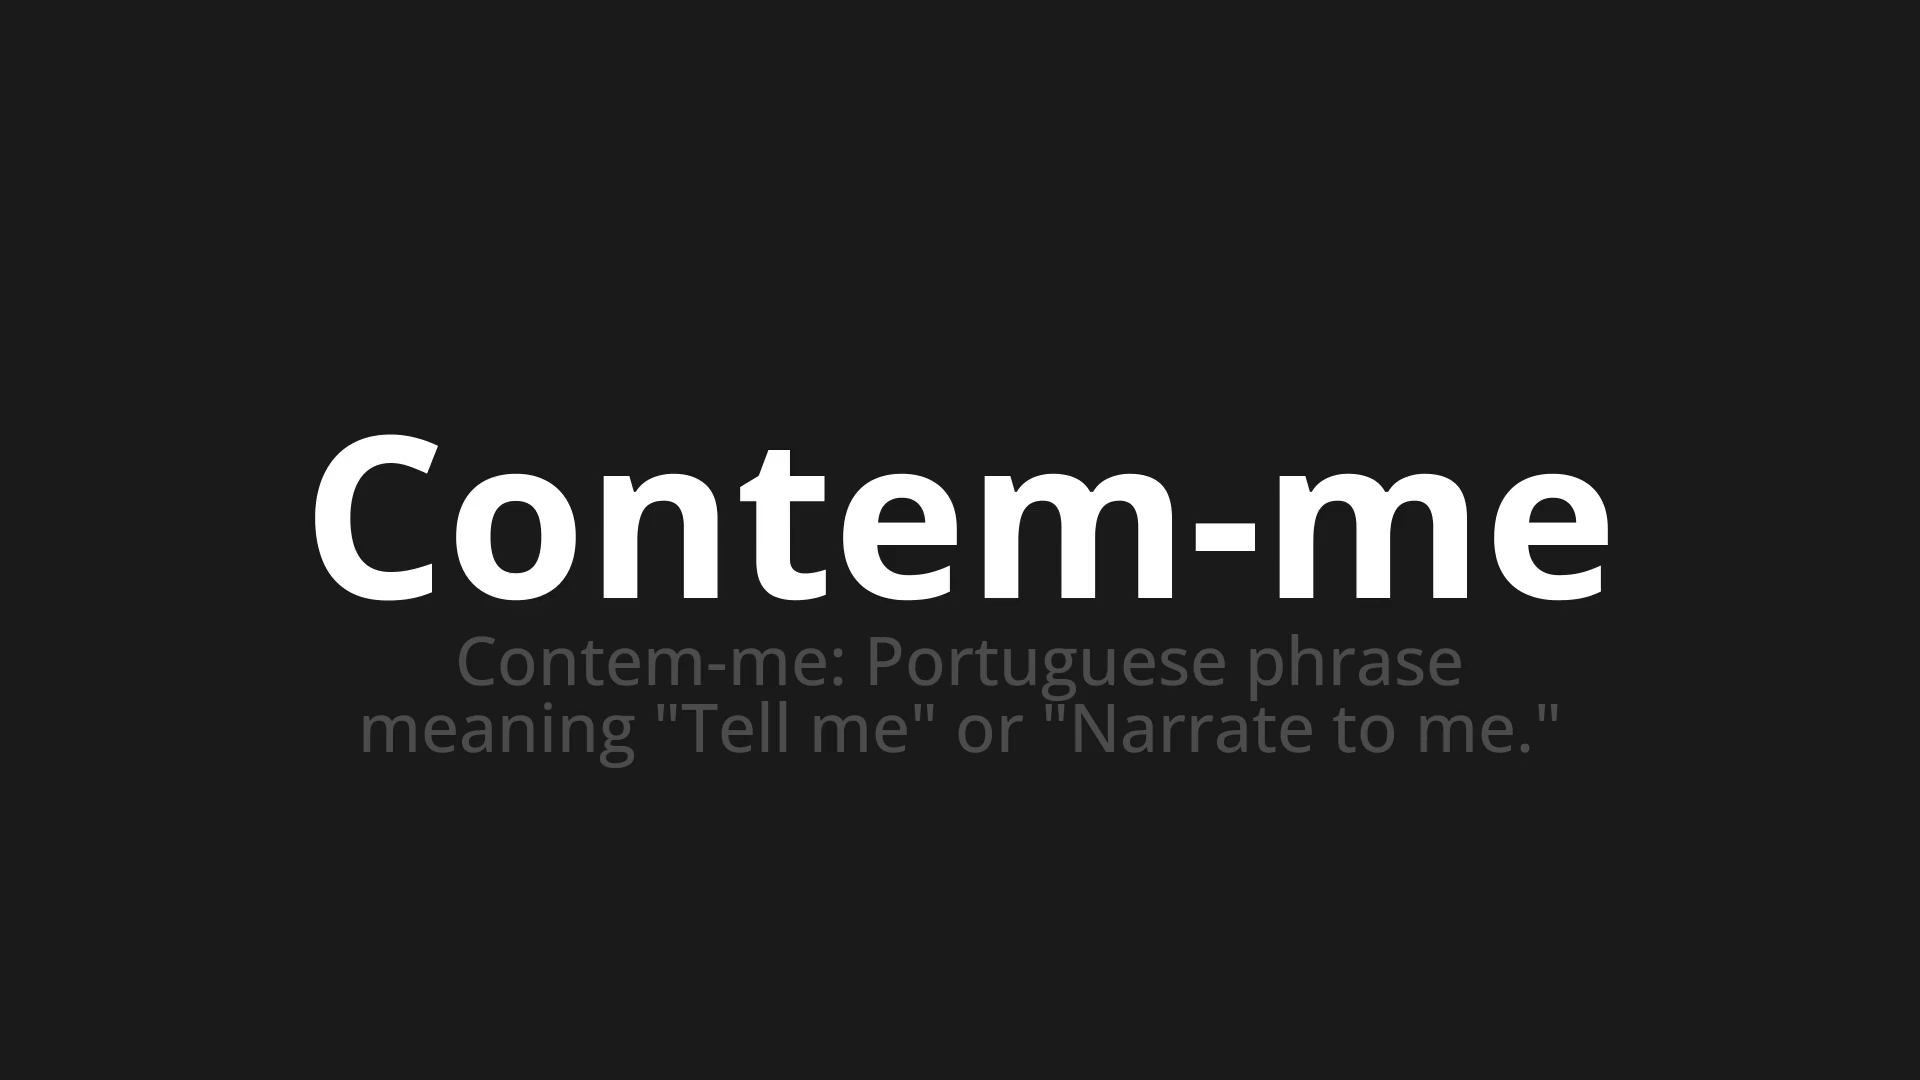 Contem-me
Contem-me: Portuguese phrase
meaning "Tell me" or "Narrate to me."